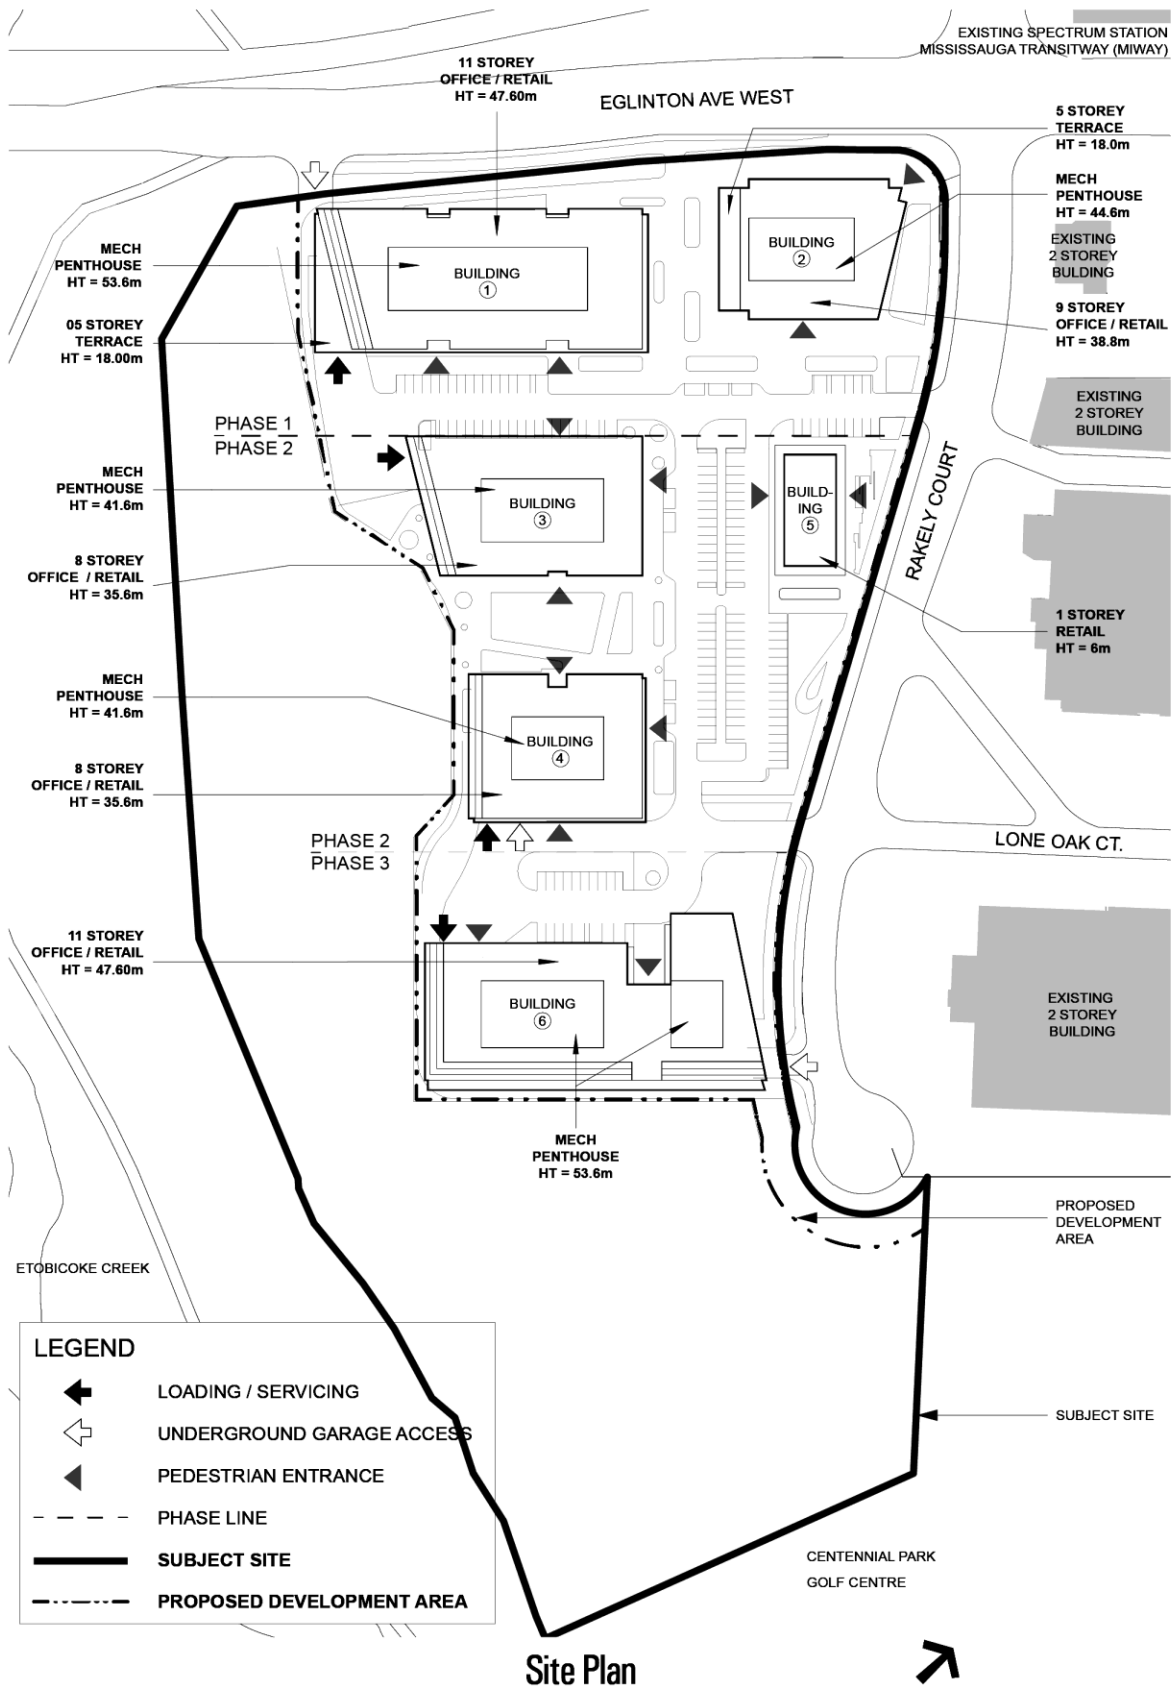 EXISTING SPECTRUM STATION
MISSISSAUGA TRANSITWAY (MIWAY)
11 STOREY
OFFICE / RETAIL
HT = 47.60m
EGLINTON AVE WEST
5 STOREY
TERRACE
HT = 18.0m
MECH
PENTHOUSE
HT = 44.6m
EXISTING
2 STOREY
BULDING
9 STOREY
OFFICE / RETAIL
HT = 38.8m
MECH
PENTHOUSE
HT = 53.6m
05 STOREY
TERRACE
HT = 18.00m
BUILDING
1
BUILDING
2
EXISTING
2 STOREY
BUILDING
PHASE 1
PHASE 2
MECH
PENTHOUSE
HT = 41.6m
BUILDING
3
BUILD-
ING
5
RAKELY COURT
8 STOREY
OFFICE / RETAIL
HT = 35.6m
1 STOREY
RETAIL
HT = 6m
MECH
PENTHOUSE
HT = 41.6m
BUILDING
4
8 STOREY
OFFICE / RETAIL
HT = 35.6m
PHASE 2
PHASE 3
LONE OAK CT.
11 STOREY
OFFICE / RETAIL
HT = 47.60m
BUILDING
6
EXISTING
2 STOREY
BUILDING
MECH
PENTHOUSE
HT = 53.6m
PROPOSED
DEVELOPMENT
AREA
ETOBICOKE CREEK
LEGEND
LOADING / SERVICING
UNDERGROUND GARAGE ACCESS
PEDESTRIAN ENTRANCE
PHASE LINE
SUBJECT SITE
PROPOSED DEVELOPMENT AREA
SUBJECT SITE
CENTENNIAL PARK
GOLF CENTRE
Site Plan